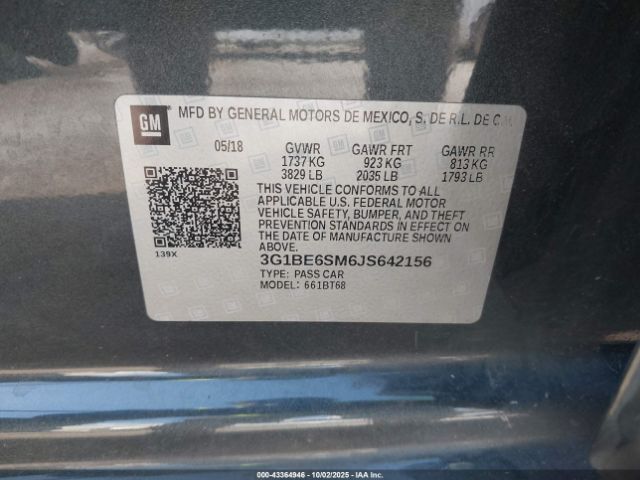 GM
MFD BY GENERAL MOTORS DE MEXICO, S. DE R.L. DE C.V.
05/18 GVWR GAWR FRT GAWR RR
1737 KG 923 KG 813 KG
3829 LB 2035 LB 1793 LB
THIS VEHICLE CONFORMS TO ALL
APPLICABLE U.S. FEDERAL MOTOR
VEHICLE SAFETY, BUMPER, AND THEFT
PREVENTION STANDARDS IN EFFECT ON
THE DATE OF MANUFACTURE SHOWN
ABOVE.
139X
3G1BE6SM6JS642156
TYPE: PASS CAR
MODEL: 661BT68
000-43364946 - 10/02/2025 - IAA Inc.